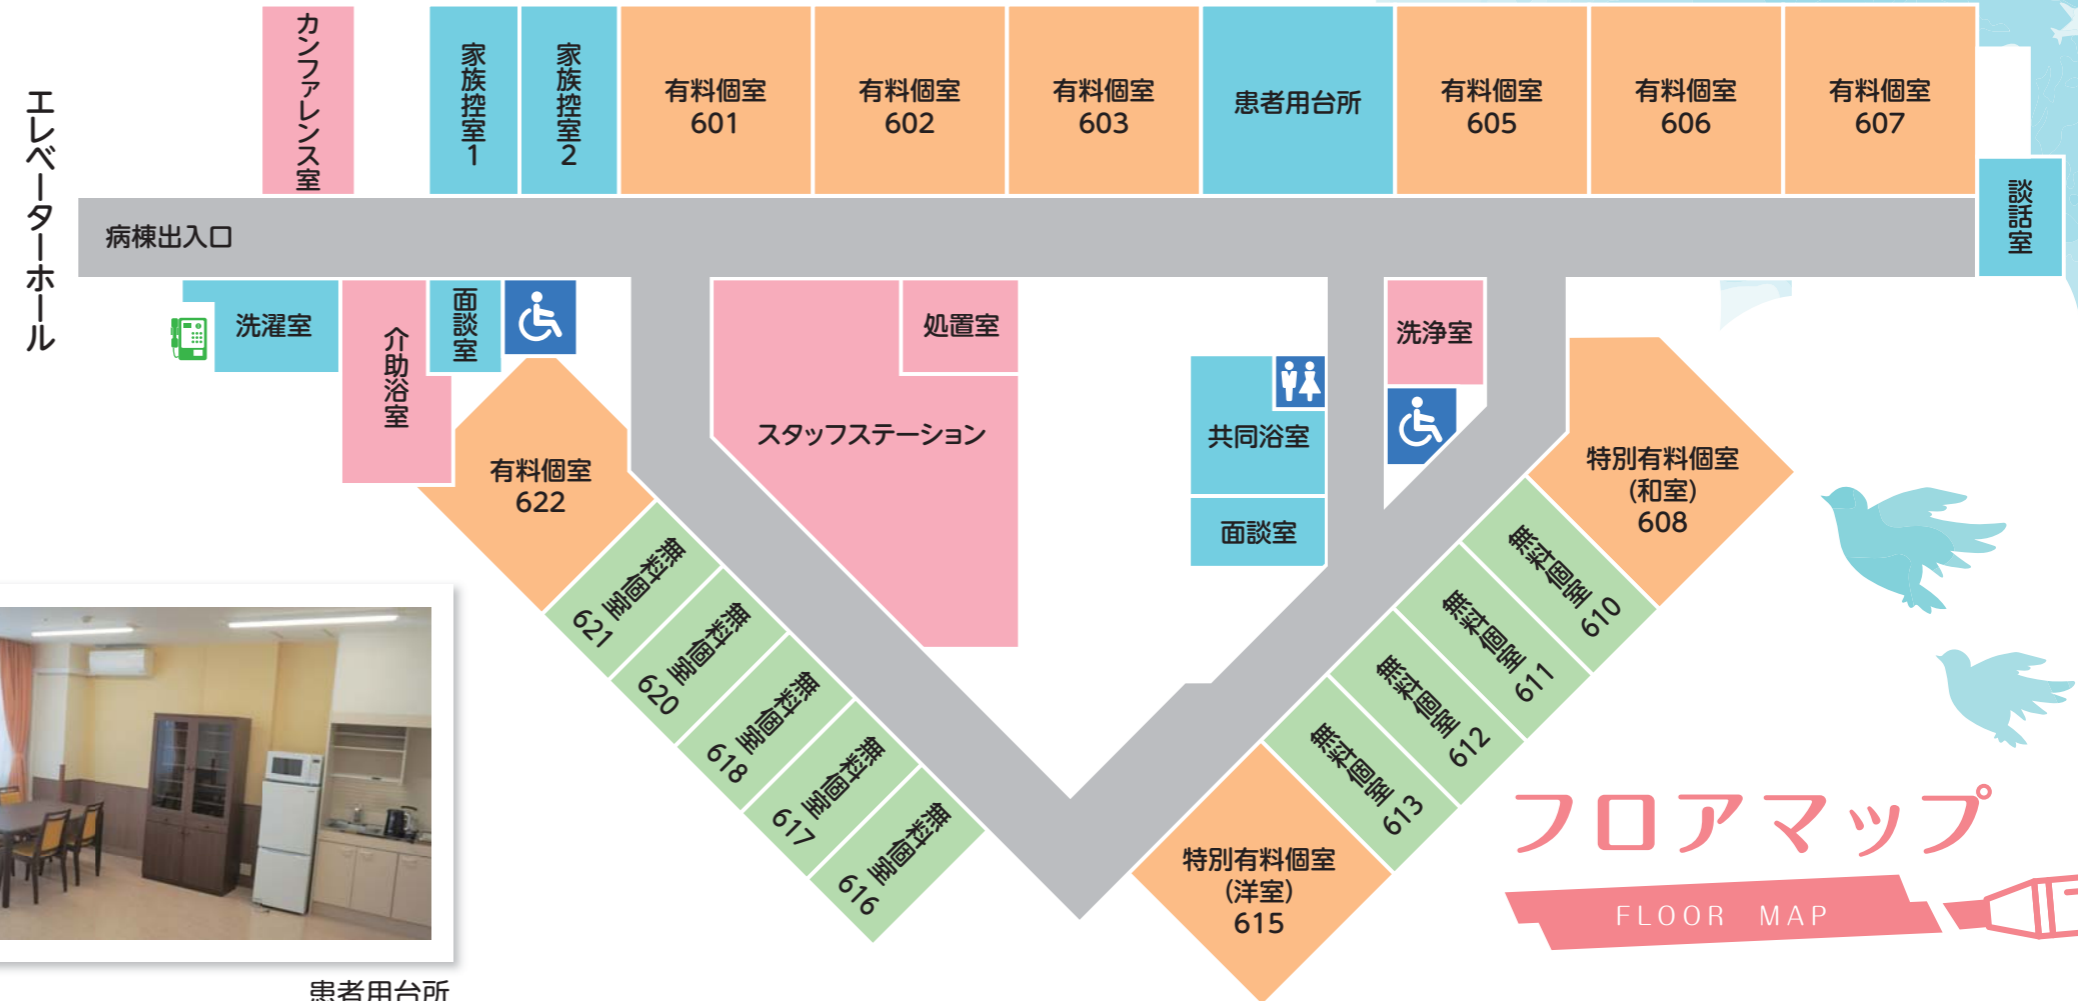 エレベーターホール
カンファレンス室
家族控室1
家族控室2
有料個室
601
有料個室
602
有料個室
603
患者用台所
有料個室
605
有料個室
606
有料個室
607
談話室
病棟出入口
洗濯室
介助浴室
面談室
処置室
スタッフステーション
共同浴室
面談室
洗浄室
有料個室
622
無料個室
621
無料個室
620
無料個室
618
無料個室
617
無料個室
616
特別有料個室
(和室)
608
無料個室
610
無料個室
611
無料個室
612
無料個室
613
特別有料個室
(洋室)
615
フロアマップ
FLOOR MAP
患者用台所